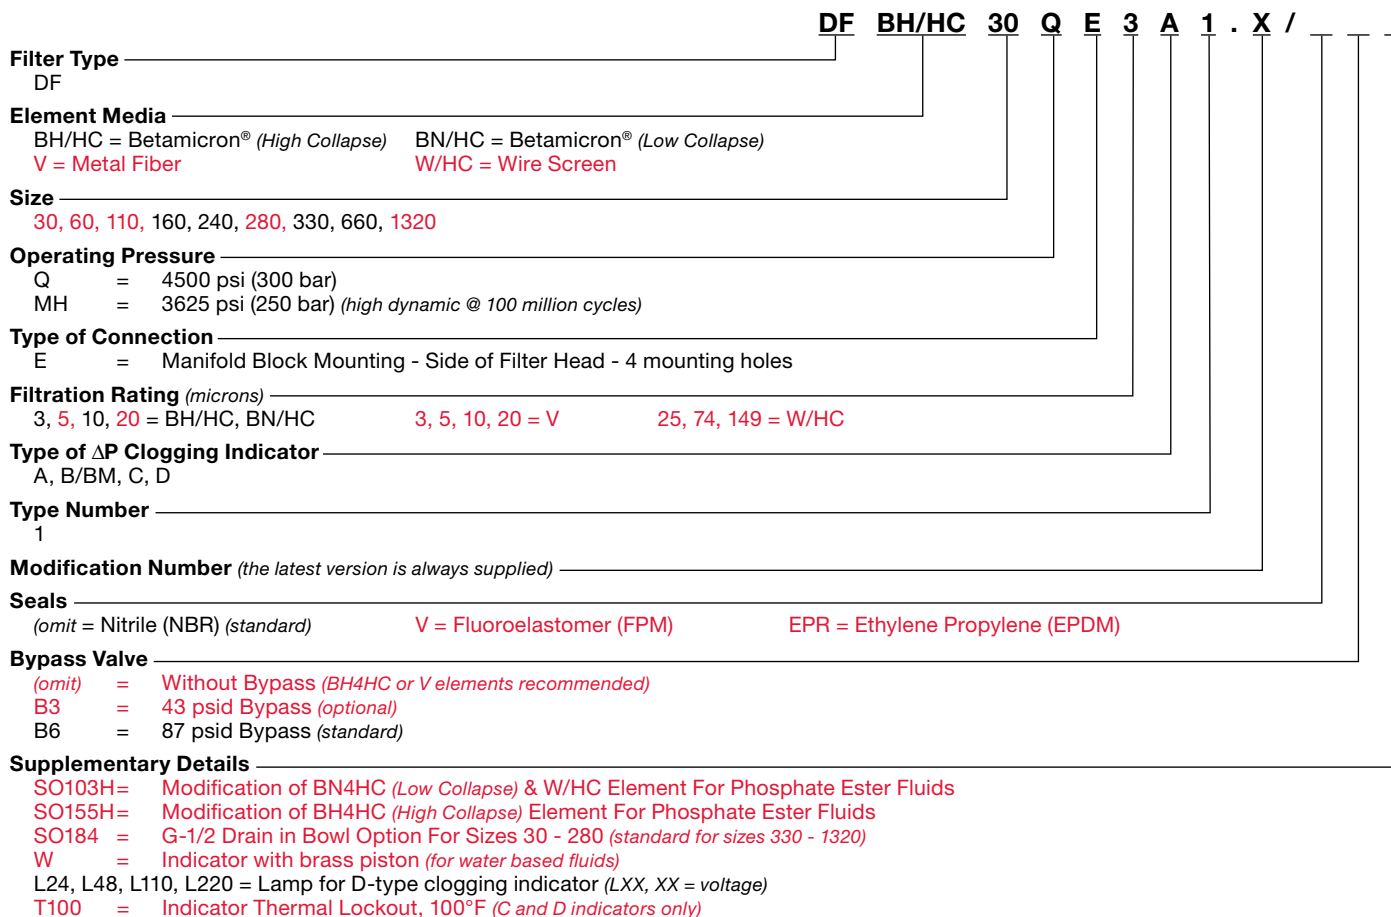 DF BH/HC 30 Q E 3 A 1 . X / _ _ _
Filter Type
DF
Element Media
BH/HC = Betamicron® (High Collapse) BN/HC = Betamicron® (Low Collapse)
V = Metal Fiber W/HC = Wire Screen
Size
30, 60, 110, 160, 240, 280, 330, 660, 1320
Operating Pressure
Q = 4500 psi (300 bar)
MH = 3625 psi (250 bar) (high dynamic @ 100 million cycles)
Type of Connection
E = Manifold Block Mounting - Side of Filter Head - 4 mounting holes
Filtration Rating (microns)
3, 5, 10, 20 = BH/HC, BN/HC 3, 5, 10, 20 = V 25, 74, 149 = W/HC
Type of ΔP Clogging Indicator
A, B/BM, C, D
Type Number
1
Modification Number (the latest version is always supplied)
Seals
(omit = Nitrile (NBR) (standard) V = Fluoroelastomer (FPM) EPR = Ethylene Propylene (EPDM)
Bypass Valve
(omit) = Without Bypass (BH4HC or V elements recommended)
B3 = 43 psid Bypass (optional)
B6 = 87 psid Bypass (standard)
Supplementary Details
SO103H= Modification of BN4HC (Low Collapse) & W/HC Element For Phosphate Ester Fluids
SO155H= Modification of BH4HC (High Collapse) Element For Phosphate Ester Fluids
SO184 = G-1/2 Drain in Bowl Option For Sizes 30 - 280 (standard for sizes 330 - 1320)
W = Indicator with brass piston (for water based fluids)
L24, L48, L110, L220 = Lamp for D-type clogging indicator (LXX, XX = voltage)
T100 = Indicator Thermal Lockout, 100°F (C and D indicators only)